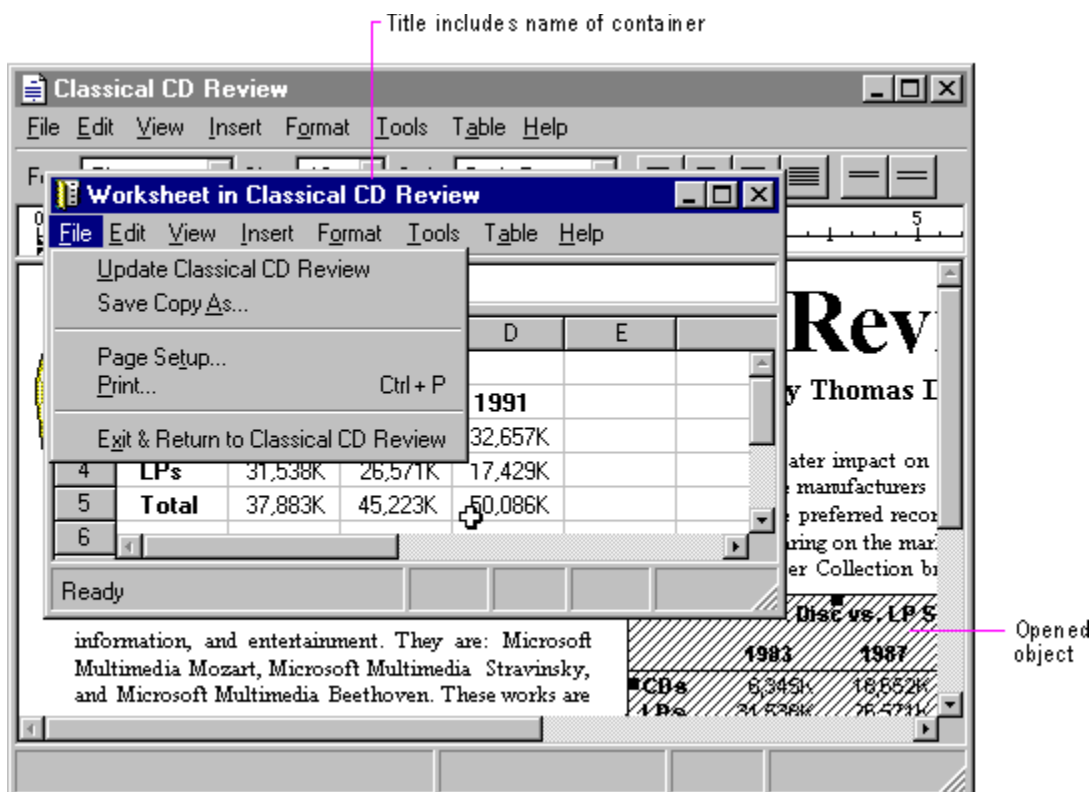 Title includes name of container
Classical CD Review
File Edit View Insert Format Tools Table Help
Worksheet in Classical CD Review
File Edit View Insert Format Tools Table Help
5
Update Classical CD Review
Save Copy As...
Page Setup...
Print... Ctrl + P
Exit & Return to Classical CD Review
D E
1991
32,657K
4 LPs 31,538K 26,571K 17,429K
5 Total 37,883K 45,223K 50,086K
6
Ready
Rev
y Thomas
ater impact on
manufacturers
preferred recor
aring on the mar
er Collection
Disc vs. LP S
1983 1987
CDs 6,345K 18,652K
LPs 31,538K 26,571K
information, and entertainment. They are: Microsoft
Multimedia Mozart, Microsoft Multimedia Stravinsky,
and Microsoft Multimedia Beethoven. These works are
Opened
object